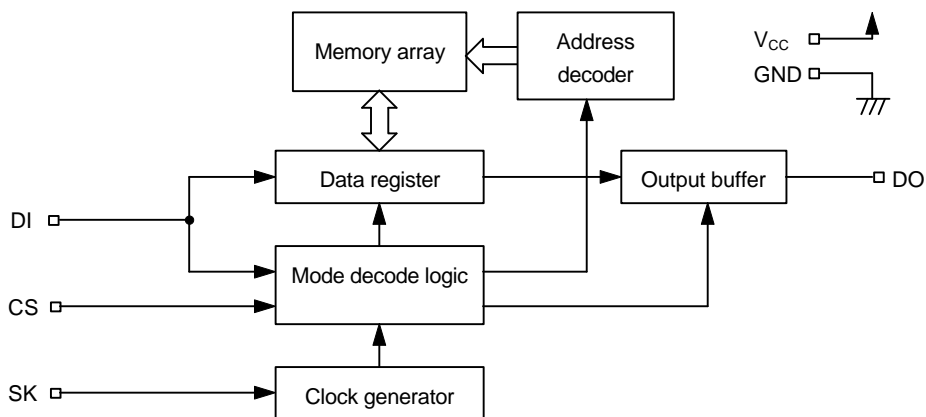 Memory array
Address
decoder
VCC
GND
Data register
Output buffer
DO
DI
Mode decode logic
CS
SK
Clock generator